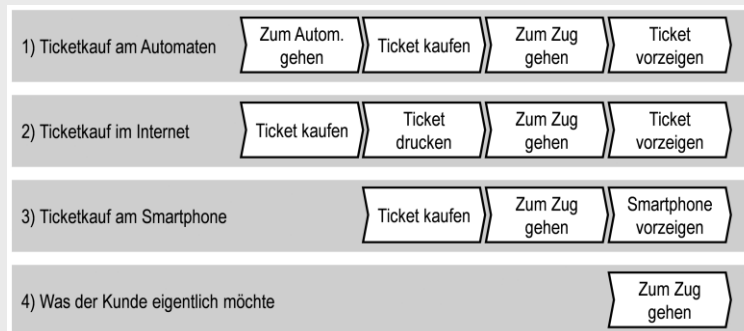 1) Ticketkauf am Automaten
Zum Autom.
gehen
Ticket kaufen
Zum Zug
gehen
Ticket
vorzeigen
2) Ticketkauf im Internet
Ticket kaufen
Ticket
drucken
Zum Zug
gehen
Ticket
vorzeigen
3) Ticketkauf am Smartphone
Ticket kaufen
Zum Zug
gehen
Smartphone
vorzeigen
4) Was der Kunde eigentlich möchte
Zum Zug
gehen